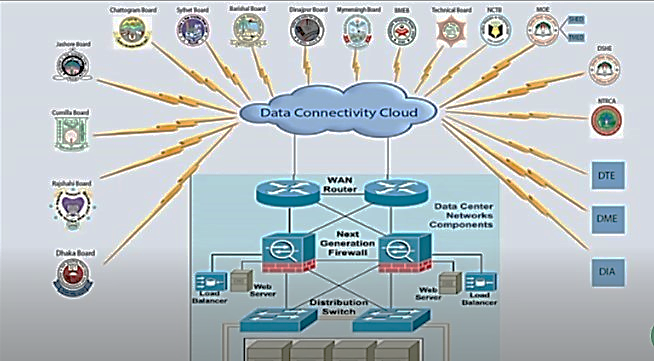 Chattogram Board
Sylhet Board
Barishal Board
Dinajpur Board
Mymensingh Board
BMEB
Technical Board
NCTB
MOE
SHED
TMED
Jashore Board
DSHE
Cumilla Board
Data Connectivity Cloud
NTRCA
Rajshahi Board
DTE
WAN
Router
Data Center
Networks
Components
DME
Next
Generation
Firewall
Dhaka Board
DIA
Load
Balancer
Web
Server
Web
Server
Load
Balancer
Distribution
Switch